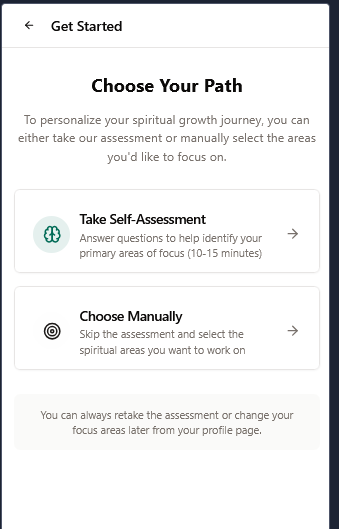 Get Started
Choose Your Path
To personalize your spiritual growth journey, you can
either take our assessment or manually select the areas
you'd like to focus on.
Take Self-Assessment
Answer questions to help identify your
primary areas of focus (10-15 minutes)
Choose Manually
Skip the assessment and select the
spiritual areas you want to work on
You can always retake the assessment or change your
focus areas later from your profile page.